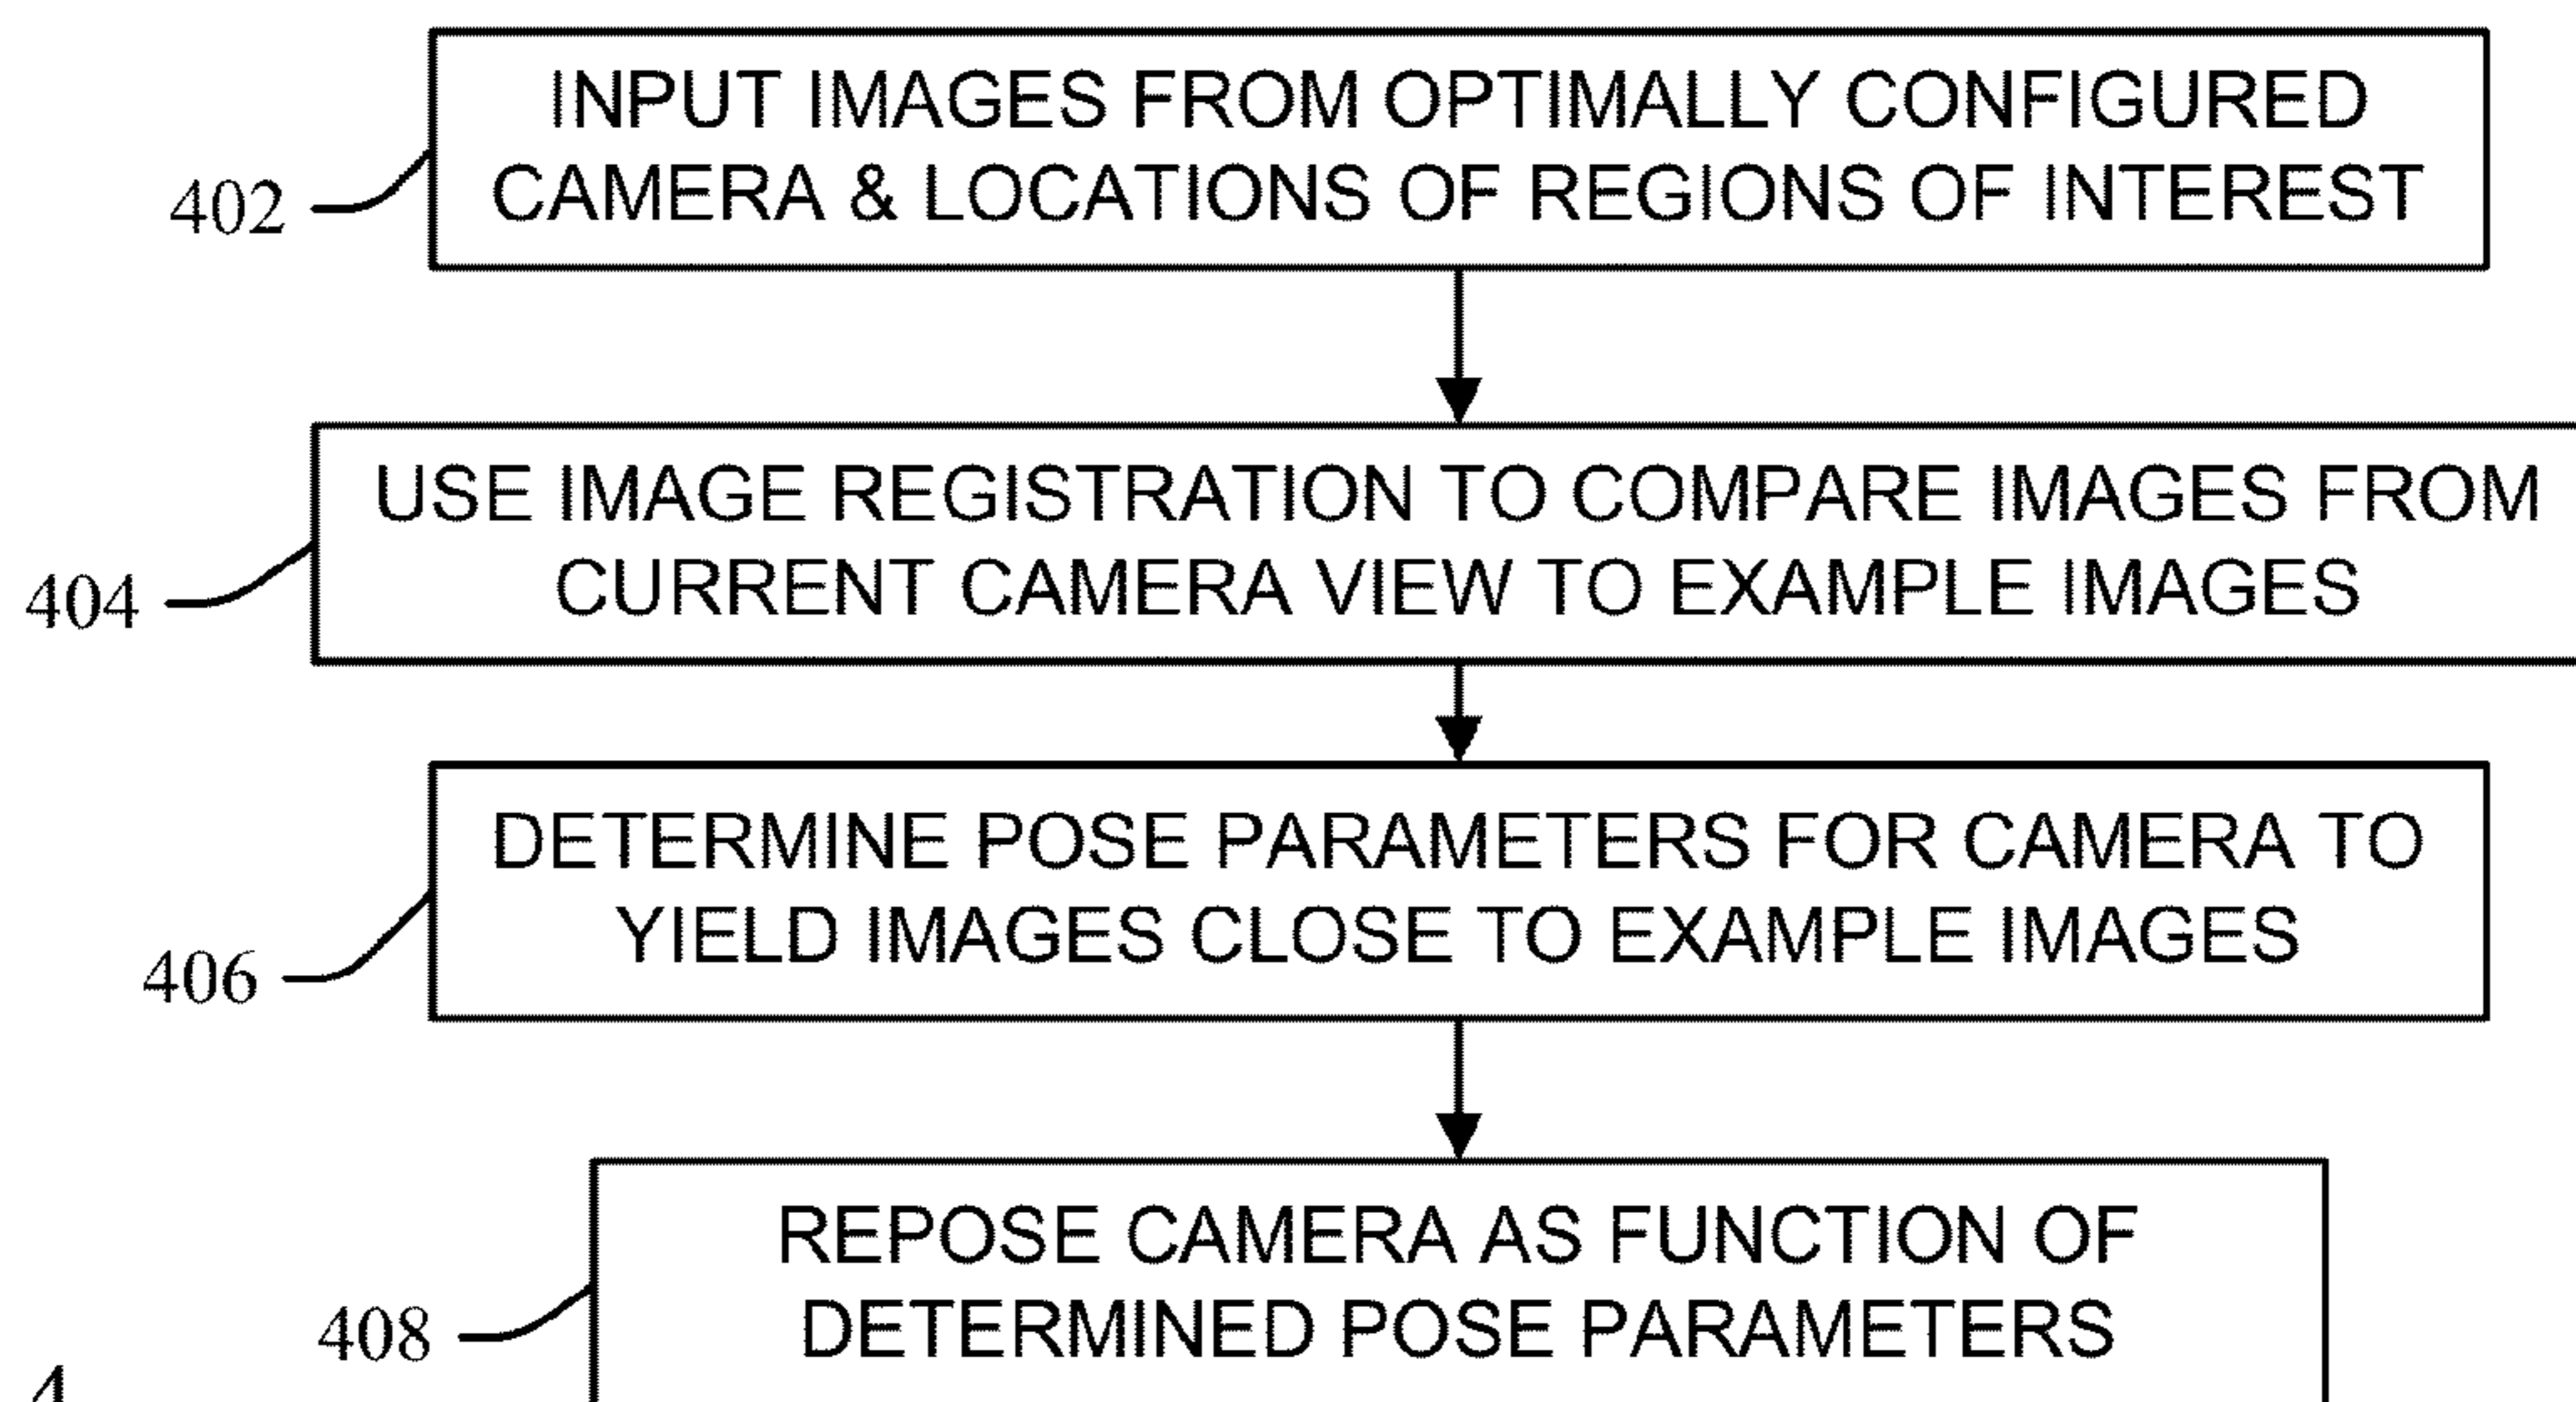 INPUT IMAGES FROM OPTIMALLY CONFIGURED
CAMERA & LOCATIONS OF REGIONS OF INTEREST
402
USE IMAGE REGISTRATION TO COMPARE IMAGES FROM
CURRENT CAMERA VIEW TO EXAMPLE IMAGES
404
DETERMINE POSE PARAMETERS FOR CAMERA TO
YIELD IMAGES CLOSE TO EXAMPLE IMAGES
406
REPOSE CAMERA AS FUNCTION OF
DETERMINED POSE PARAMETERS
408
4